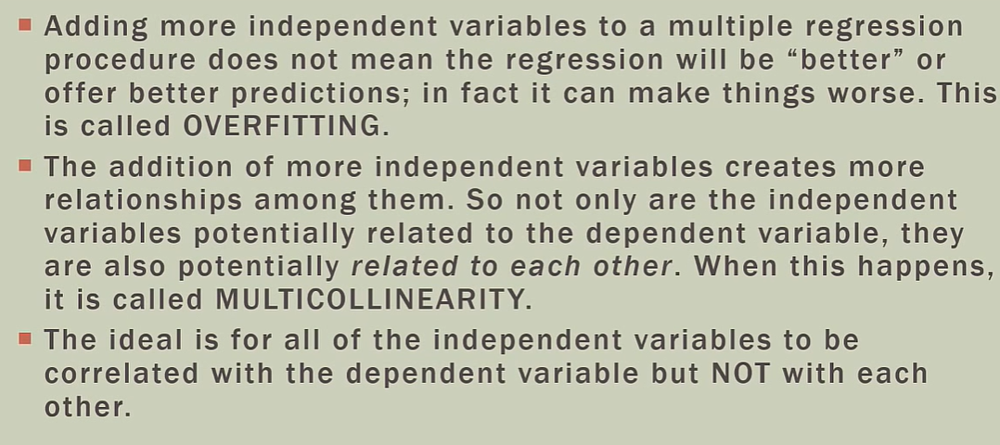 Adding more independent variables to a multiple regression
procedure does not mean the regression will be “better” or
offer better predictions; in fact it can make things worse. This
is called OVERFITTING.
The addition of more independent variables creates more
relationships among them. So not only are the independent
variables potentially related to the dependent variable, they
are also potentially related to each other. When this happens,
it is called MULTICOLLINEARITY.
The ideal is for all of the independent variables to be
correlated with the dependent variable but NOT with each
other.